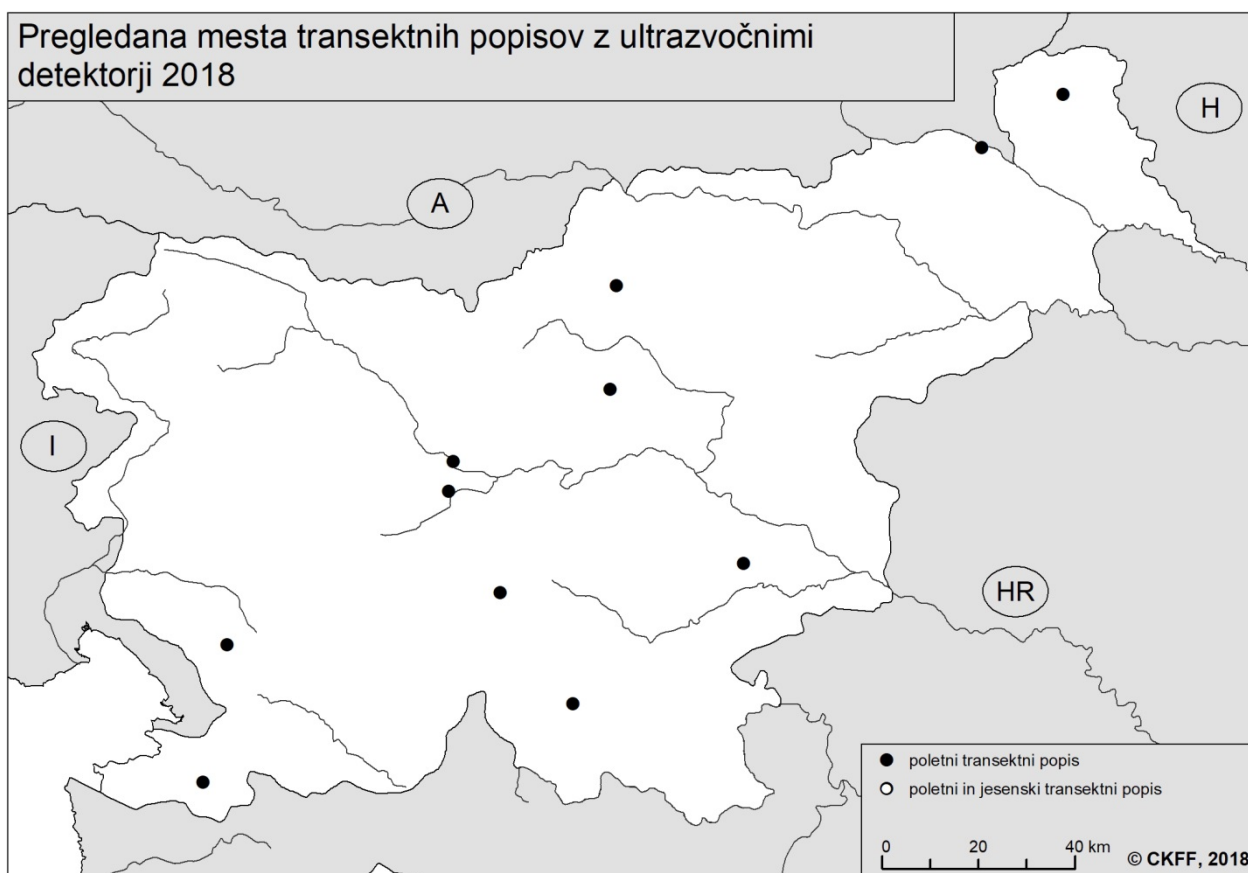 Pregledana mesta transektnih popisov z ultrazvočnimi
detektorji 2018
H
A
I
HR
poletni transektni popis
poletni in jesenski transektni popis
0 20 40 km
© CKFF, 2018